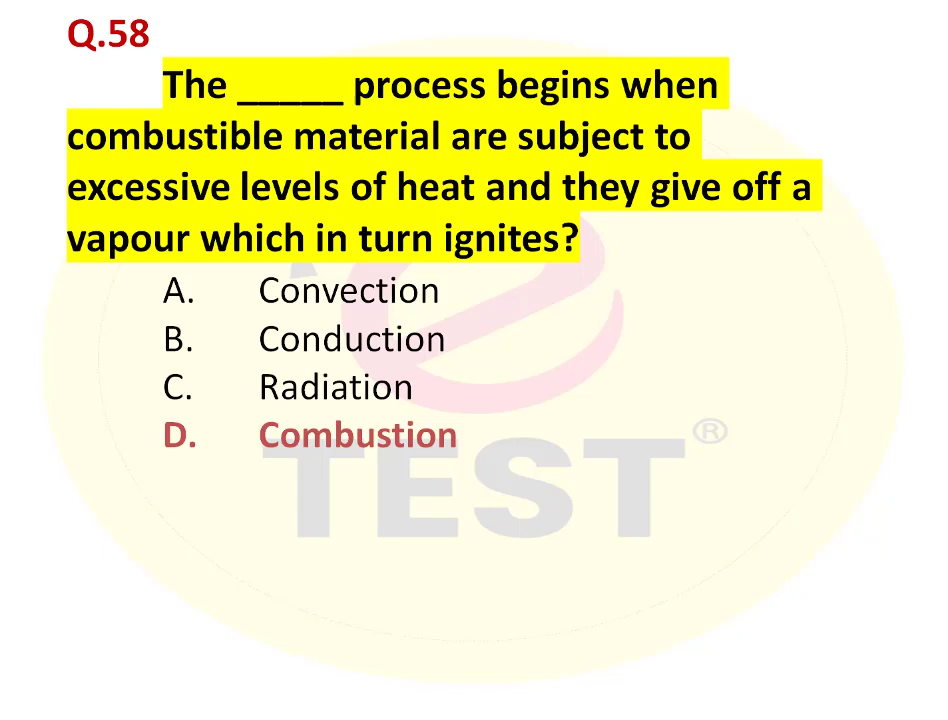 Q.58
The _____ process begins when
combustible material are subject to
excessive levels of heat and they give off a
vapour which in turn ignites?
A. Convection
B. Conduction
C. Radiation
D. Combustion
TEST®